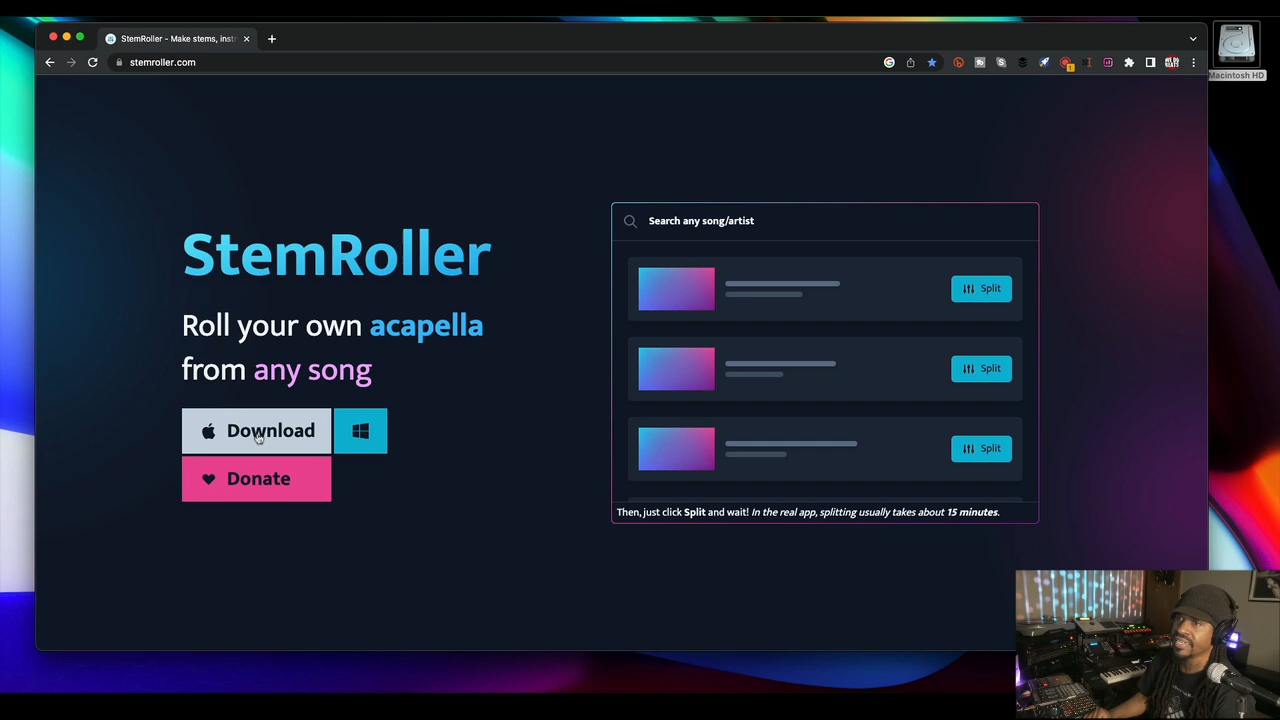 StemRoller - Make stems, inst
stemroller.com
Macintosh HD
StemRoller
Roll your own acapella
from any song
Download
Donate
Search any song/artist
Split
Split
Split
Then, just click Split and wait! In the real app, splitting usually takes about 15 minutes.